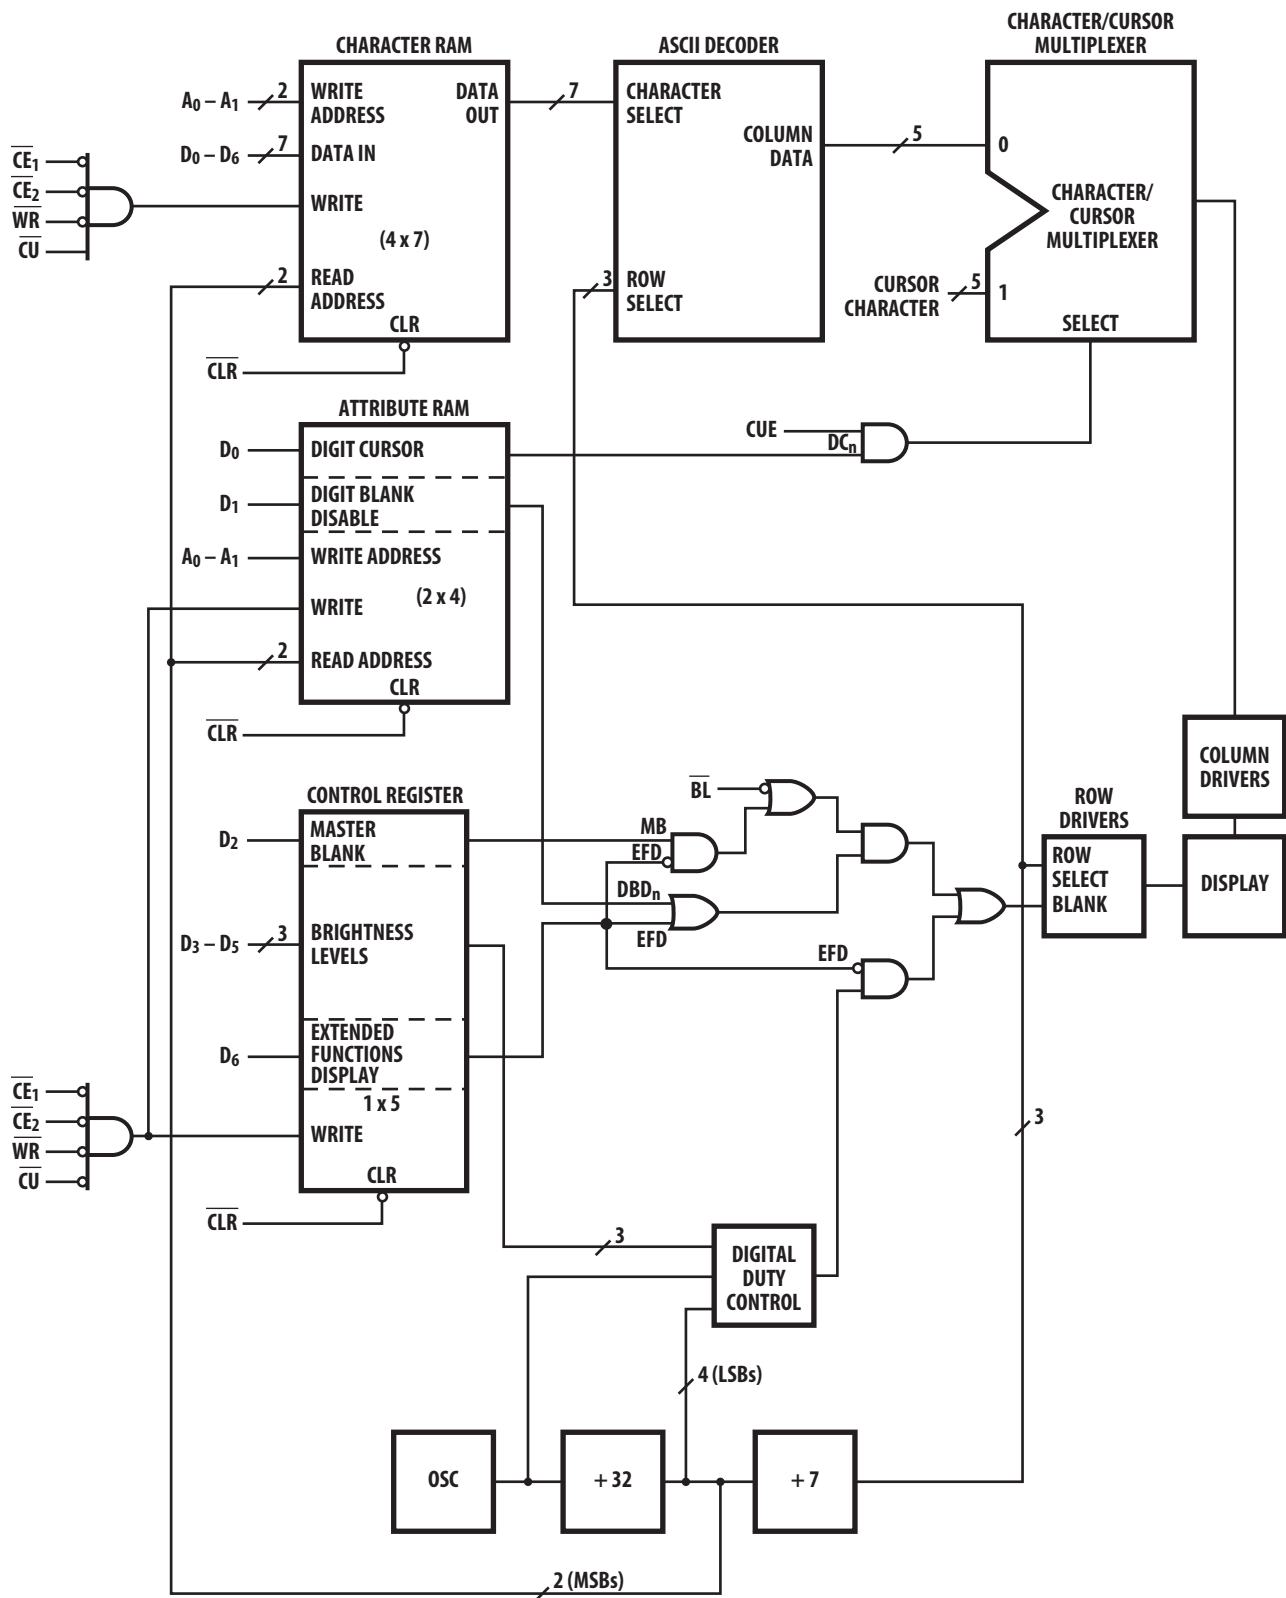 CHARACTER RAM
A0 – A1
2
WRITE
ADDRESS
DATA
OUT
7
D0 – D6
7
DATA IN
CE1
CE2
WR
CU
WRITE
(4 x 7)
2
READ
ADDRESS
CLR
CLR
ASCII DECODER
CHARACTER
SELECT
COLUMN
DATA
5
3
ROW
SELECT
CHARACTER/CURSOR
MULTIPLEXER
0
CHARACTER/
CURSOR
MULTIPLEXER
CURSOR
CHARACTER
5
1
SELECT
ATTRIBUTE RAM
D0
DIGIT CURSOR
CUE
DCn
D1
DIGIT BLANK
DISABLE
A0 – A1
WRITE ADDRESS
(2 x 4)
WRITE
2
READ ADDRESS
CLR
CLR
CONTROL REGISTER
D2
MASTER
BLANK
D3 – D5
3
BRIGHTNESS
LEVELS
D6
EXTENDED
FUNCTIONS
DISPLAY
1 x 5
CE1
CE2
WR
CU
WRITE
CLR
CLR
BL
MB
EFD
DBDn
EFD
EFD
ROW
DRIVERS
ROW
SELECT
BLANK
COLUMN
DRIVERS
DISPLAY
3
3
DIGITAL
DUTY
CONTROL
4 (LSBs)
OSC
+ 32
+ 7
2 (MSBs)